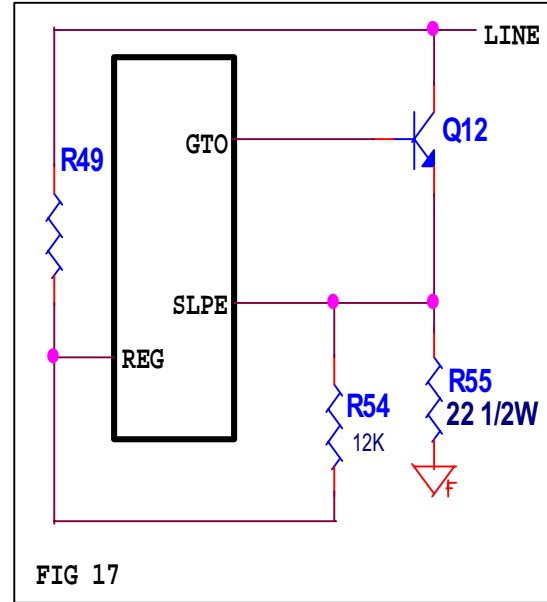 LINE
Q12
GTO
R49
SLPE
REG
R55
22 1/2W
R54
12K
F
FIG 17